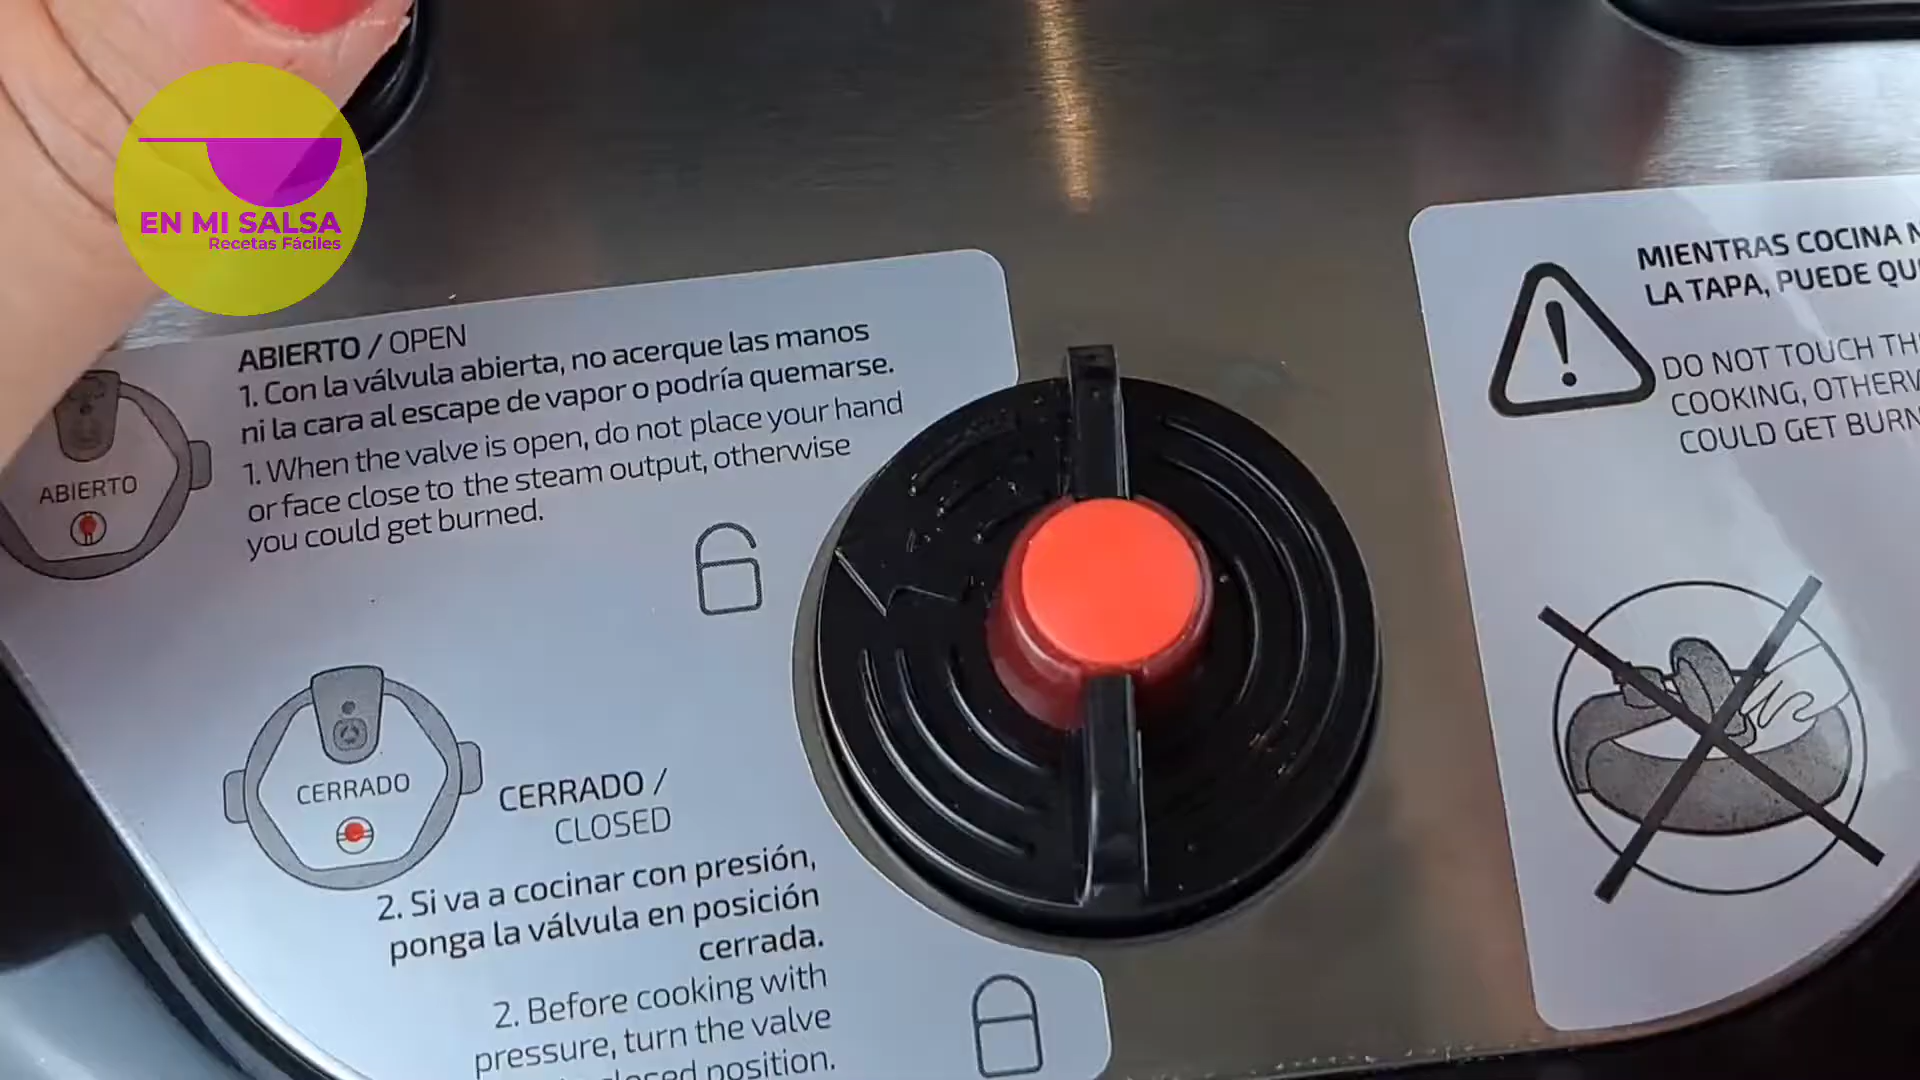 EN MI SALSA
Recetas Fáciles
ABIERTO / OPEN
1. Con la válvula abierta, no acerque las manos
ni la cara al escape de vapor o podría quemarse.
1. When the valve is open, do not place your hand
or face close to the steam output, otherwise
you could get burned.
ABIERTO
CERRADO
CERRADO /
CLOSED
2. Si va a cocinar con presión,
ponga la válvula en posición
cerrada.
2. Before cooking with
pressure, turn the valve
closed position.
MIENTRAS COCINA
LA TAPA, PUEDE
DO NOT TOUCH
COOKING,
COULD GET